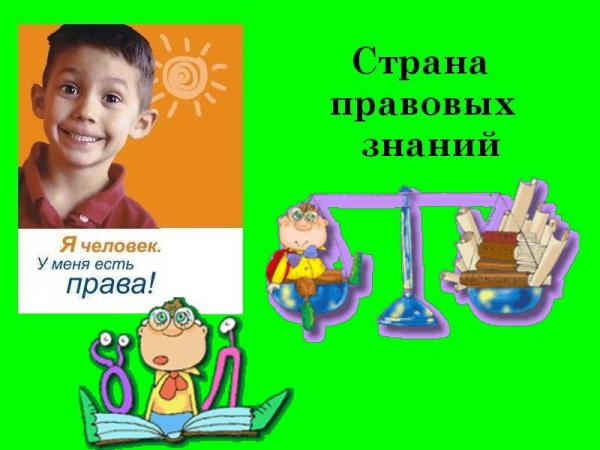 Страна
правовых
знаний
Я человек.
У меня есть
права!